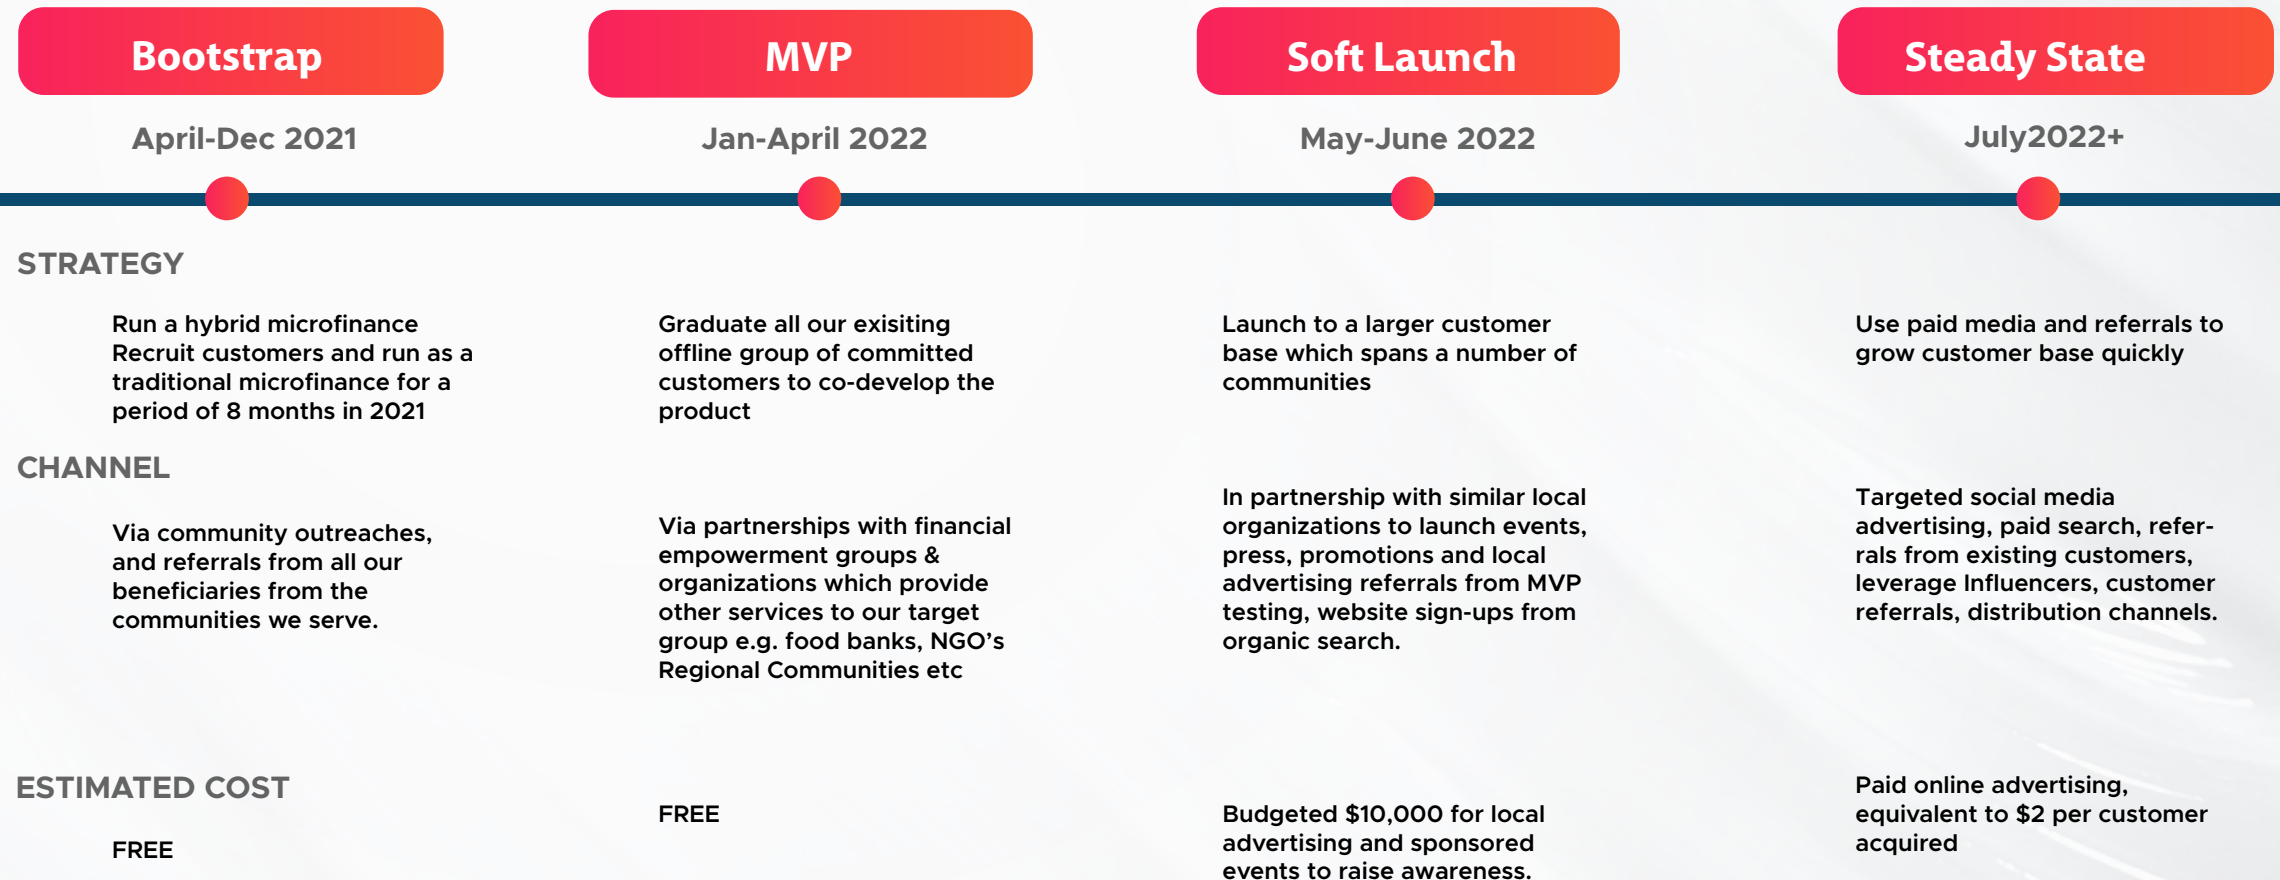 Bootstrap
MVP
Soft Launch
Steady State
April-Dec 2021
Jan-April 2022
May-June 2022
July2022+
STRATEGY
Run a hybrid microfinance
Recruit customers and run as a
traditional microfinance for a
period of 8 months in 2021
Graduate all our exisiting
offline group of committed
customers to co-develop the
product
Launch to a larger customer
base which spans a number of
communities
Use paid media and referrals to
grow customer base quickly
CHANNEL
Via community outreaches,
and referrals from all our
beneficiaries from the
communities we serve.
Via partnerships with financial
empowerment groups &
organizations which provide
other services to our target
group e.g. food banks, NGO’s
Regional Communities etc
In partnership with similar local
organizations to launch events,
press, promotions and local
advertising referrals from MVP
testing, website sign-ups from
organic search.
Targeted social media
advertising, paid search, refer-
rals from existing customers,
leverage Influencers, customer
referrals, distribution channels.
ESTIMATED COST
FREE
FREE
Budgeted $10,000 for local
advertising and sponsored
events to raise awareness.
Paid online advertising,
equivalent to $2 per customer
acquired